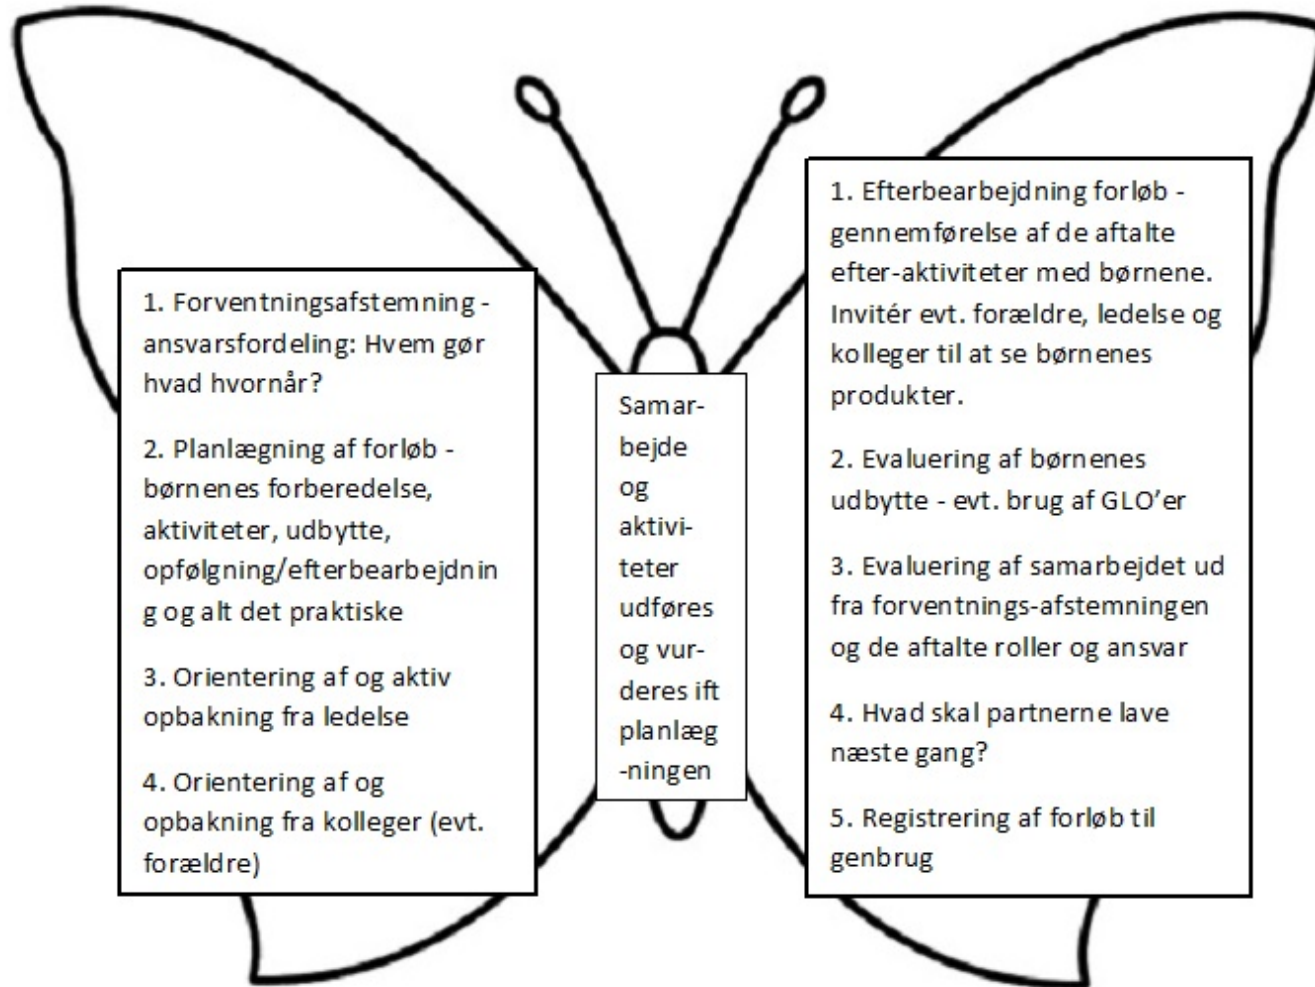 1. Forventningsafstemning -
ansvarsfordeling: Hvem gør
hvad hvornår?
2. Planlægning af forløb -
børnenes forberedelse,
aktiviteter, udbytte,
opfølgning/efterbearbejdnin
g og alt det praktiske
3. Orientering af og aktiv
opbakning fra ledelse
4. Orientering af og
opbakning fra kolleger (evt.
forældre)
Samar-
bejde
og
aktivi-
teter
udføres
og vur-
deres ift
planlæg
-ningen
1. Efterbearbejdning forløb -
gennemførelse af de aftalte
efter-aktiviteter med børnene.
Invitér evt. forældre, ledelse og
kolleger til at se børnenes
produkter.
2. Evaluering af børnenes
udbytte - evt. brug af GLO’er
3. Evaluering af samarbejdet ud
fra forventnings-afstemningen
og de aftalte roller og ansvar
4. Hvad skal partnerne lave
næste gang?
5. Registrering af forløb til
genbrug